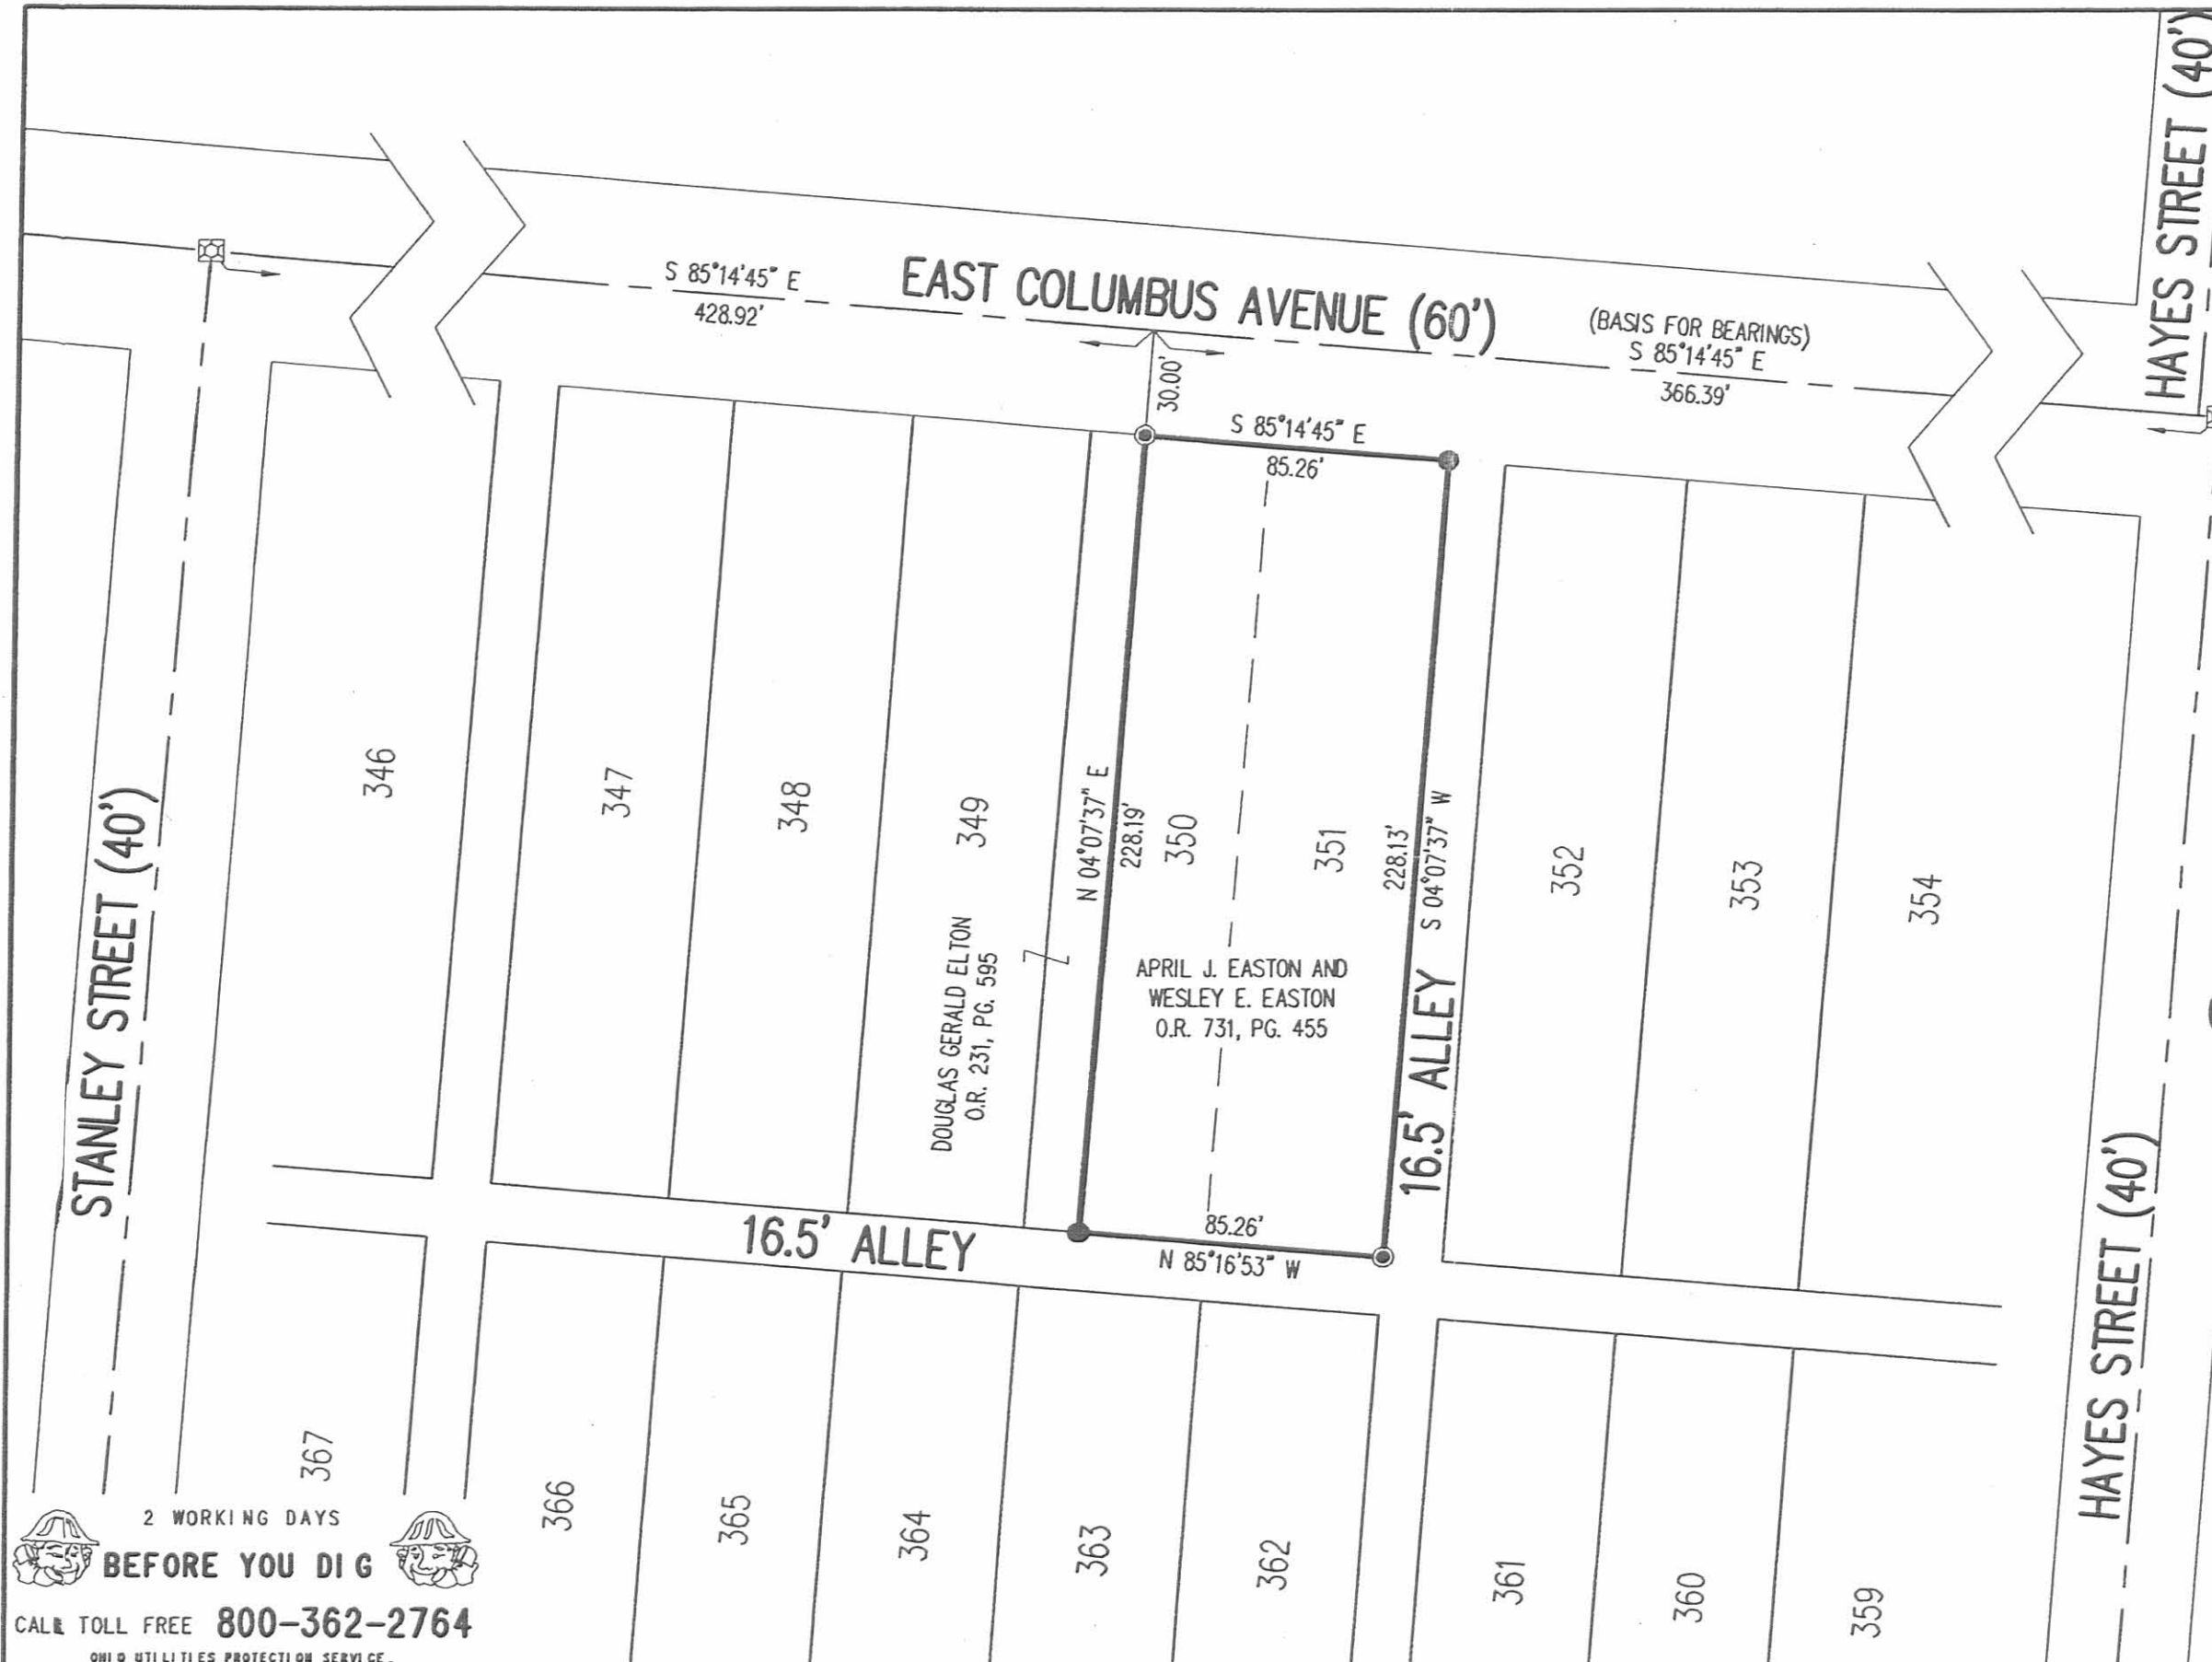 HAYES STREET (40')
S 85°14'45" E
428.92'
EAST COLUMBUS AVENUE (60')
(BASIS FOR BEARINGS)
S 85°14'45" E
366.39'
30.00'
S 85°14'45" E
85.26'
STANLEY STREET (40')
346
347
348
349
N 04°07'37" E
228.19'
350
351
228.13'
S 04°07'37" W
352
353
354
DOUGLAS GERALD ELTON
O.R. 231, PG. 595
APRIL J. EASTON AND
WESLEY E. EASTON
O.R. 731, PG. 455
16.5' ALLEY
16.5' ALLEY
85.26'
N 85°16'53" W
HAYES STREET (40')
367
366
365
364
363
362
361
360
359
2 WORKING DAYS
BEFORE YOU DIG
CALL TOLL FREE 800-362-2764
OHIO UTILITIES PROTECTION SERVICE.